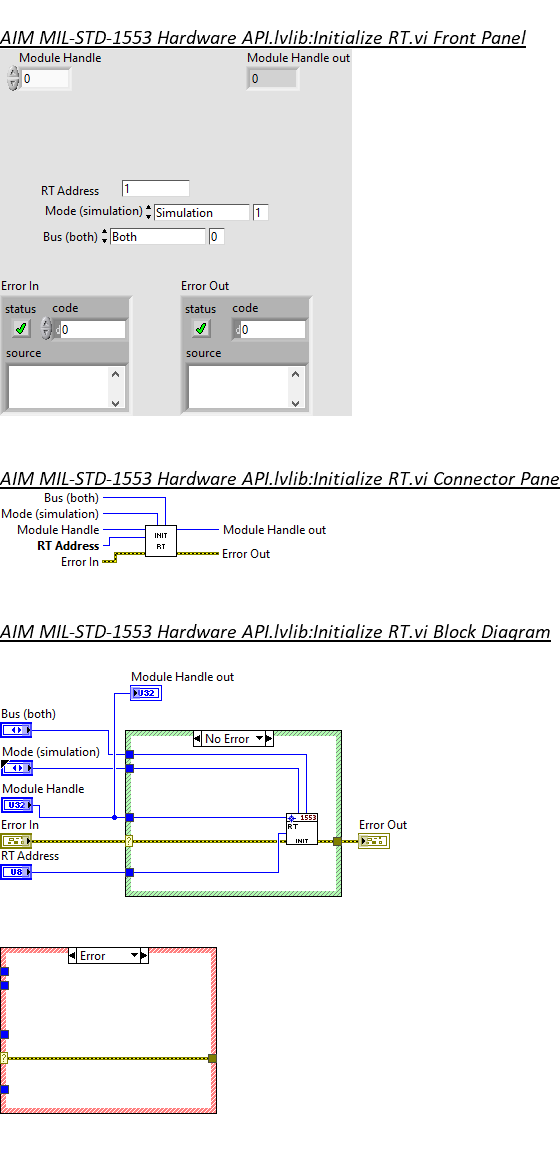 AIM MIL-STD-1553 Hardware API.lvlib:Initialize RT.vi Front Panel
Module Handle Module Handle out
0 0
RT Address 1
Mode (simulation) Simulation 1
Bus (both) Both 0
Error In Error Out
status code status code
d0 d0
source source
AIM MIL-STD-1553 Hardware API.lvlib:Initialize RT.vi Connector Pane
Bus (both)
Mode (simulation)
Module Handle Module Handle out
INIT
RT Address
RT
Error In Error Out
AIM MIL-STD-1553 Hardware API.lvlib:Initialize RT.vi Block Diagram
Module Handle out
U32
Bus (both)
No Error
Mode (simulation)
Module Handle
U32
1553
Error In RT Error Out
?
INIT
RT Address
U8
Error
?